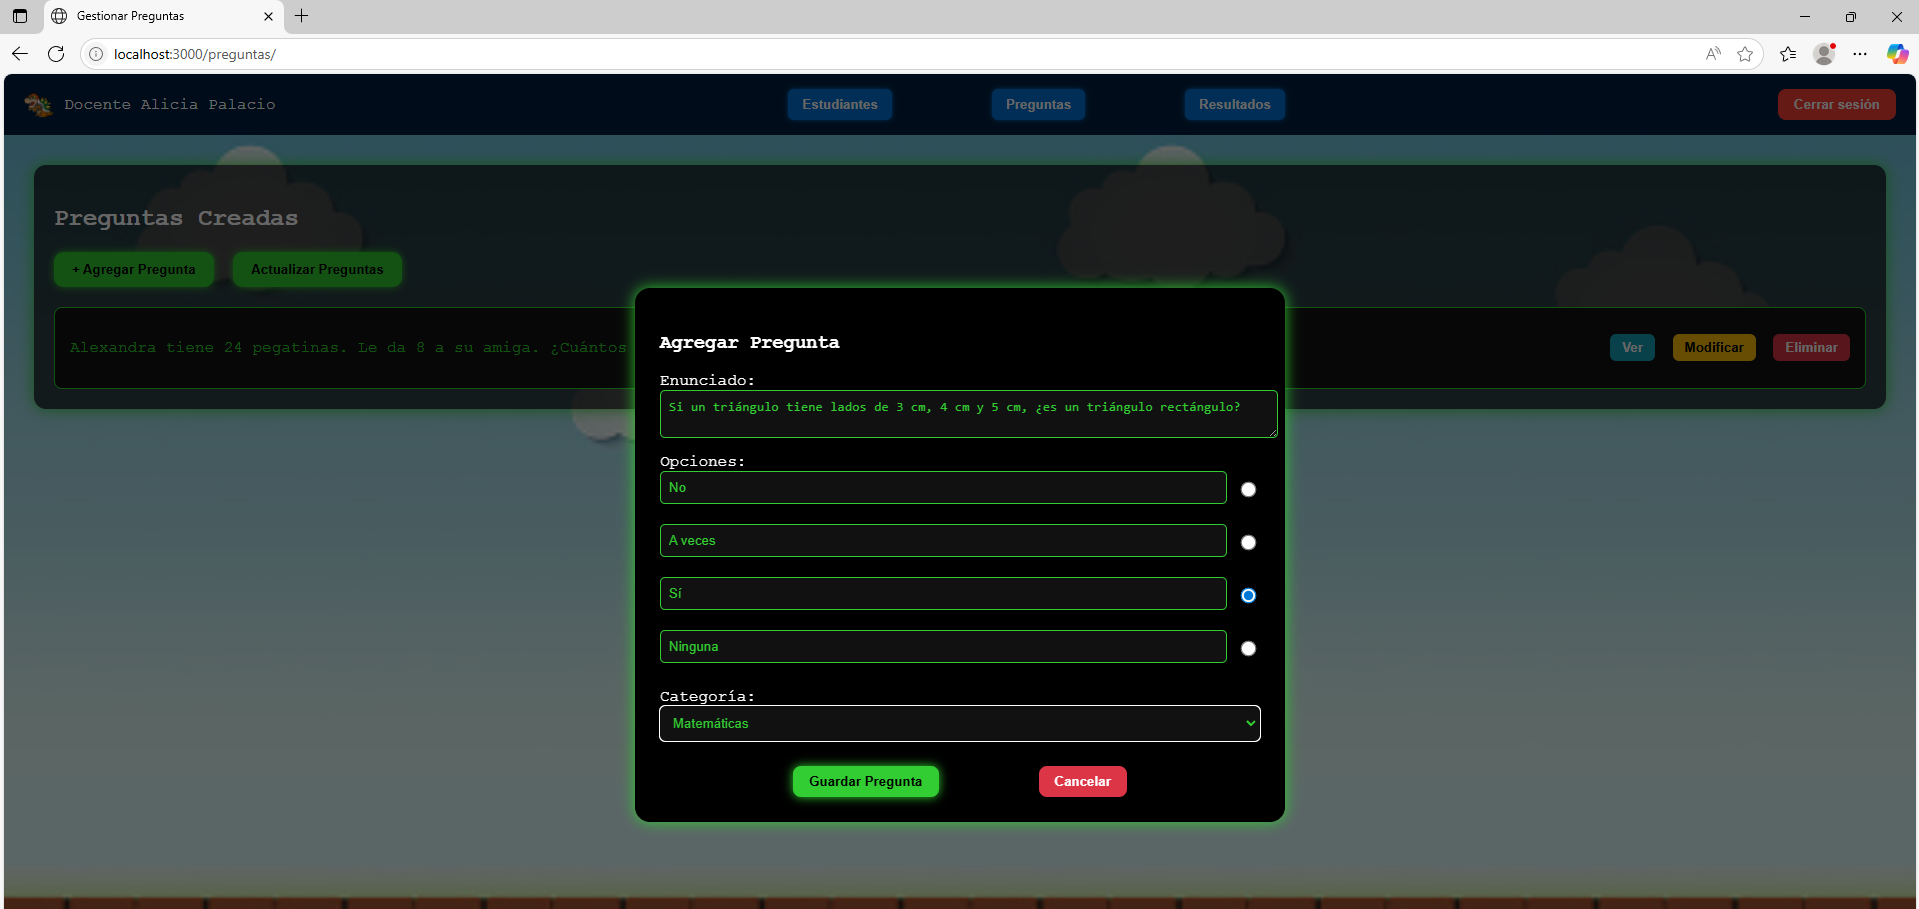 Gestionar Preguntas
localhost:3000/preguntas/
Docente Alicia Palacio
Estudiantes
Preguntas
Resultados
Cerrar sesión
Preguntas Creadas
+ Agregar Pregunta
Actualizar Preguntas
Alexandra tiene 24 pegatinas. Le da 8 a su amiga. ¿Cuántos
Ver
Modificar
Eliminar
Agregar Pregunta
Enunciado:
Si un triángulo tiene lados de 3 cm, 4 cm y 5 cm, ¿es un triángulo rectángulo?
Opciones:
No
A veces
Sí
Ninguna
Categoría:
Matemáticas
Guardar Pregunta
Cancelar